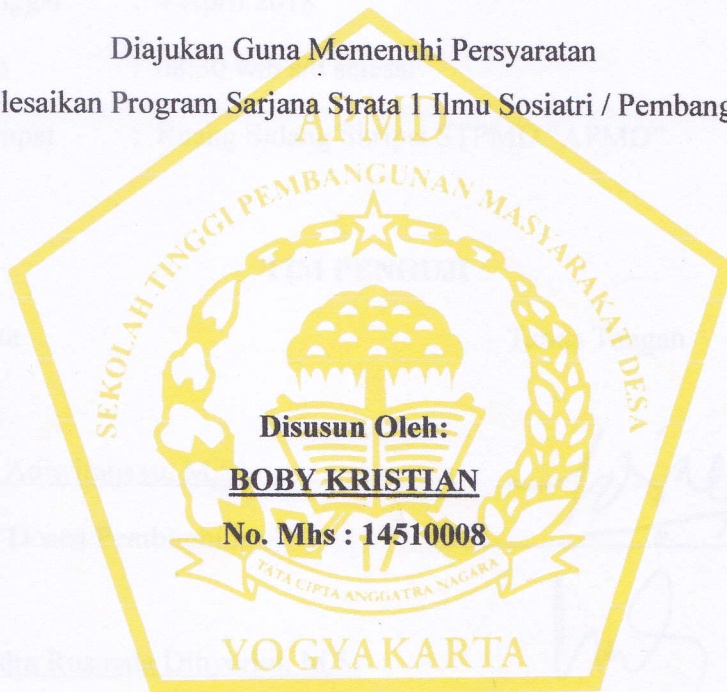 Diajukan Guna Memenuhi Persyaratan
lesaikan Program Sarjana Strata 1 Ilmu Sosiatri / Pembang
APMD
SEKOLAH TINGGI PEMBANGUNAN MASYARAKAT DESA
Disusun Oleh:
BOBY KRISTIAN
No. Mhs : 14510008
TATA CIPTA ANGGATRA NAGARA
YOGYAKARTA